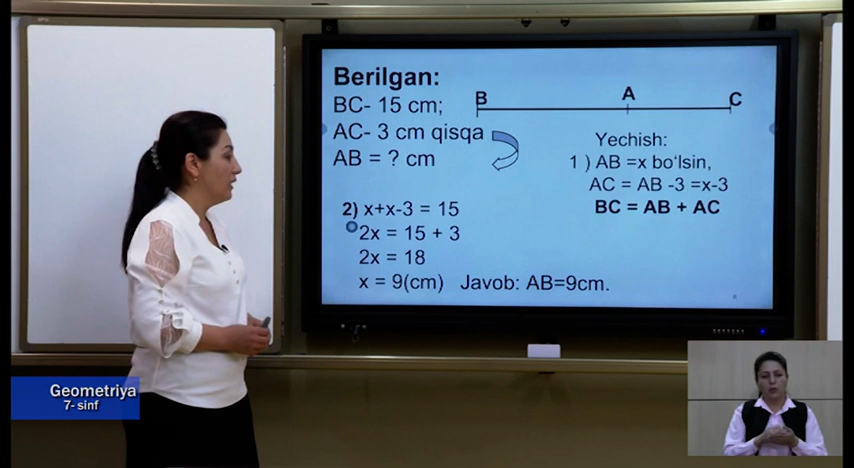 Berilgan:
BC- 15 cm;
AC- 3 cm qisqa
AB = ? cm
B A C
Yechish:
1 ) AB =x bo‘lsin,
AC = AB -3 =x-3
BC = AB + AC
2) x+x-3 = 15
2x = 15 + 3
2x = 18
x = 9(cm) Javob: AB=9cm.
Geometriya
7- sinf